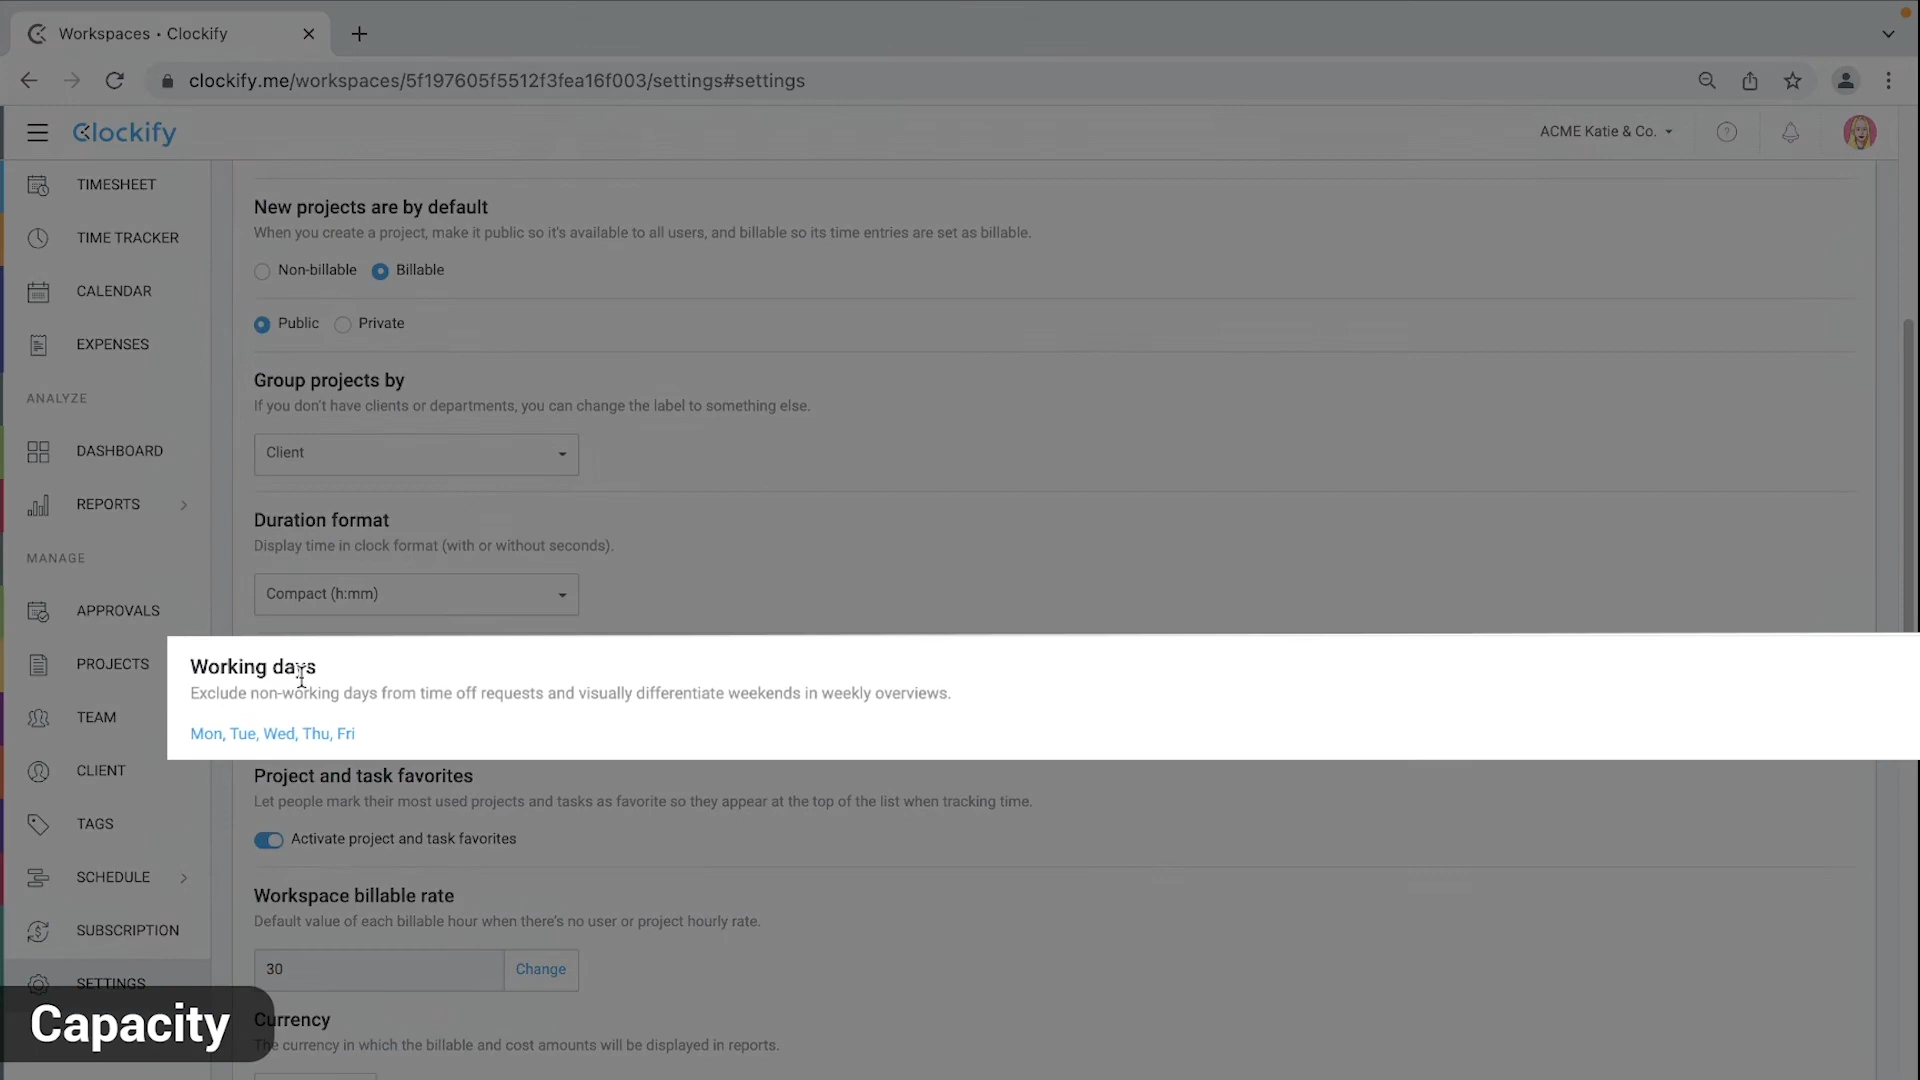 Workspaces • Clockify
clockify.me/workspaces/5f197605f5512f3fea16f003/settings#settings
Clockify
ACME Katie & Co.
TIMESHEET
TIME TRACKER
CALENDAR
EXPENSES
ANALYZE
DASHBOARD
REPORTS
MANAGE
APPROVALS
PROJECTS
TEAM
CLIENT
TAGS
SCHEDULE
SUBSCRIPTION
SETTINGS
New projects are by default
When you create a project, make it public so it's available to all users, and billable so its time entries are set as billable.
Non-billable Billable
Public Private
Group projects by
If you don't have clients or departments, you can change the label to something else.
Client
Duration format
Display time in clock format (with or without seconds).
Compact (h:mm)
Working days
Exclude non-working days from time off requests and visually differentiate weekends in weekly overviews.
Mon, Tue, Wed, Thu, Fri
Project and task favorites
Let people mark their most used projects and tasks as favorite so they appear at the top of the list when tracking time.
Activate project and task favorites
Workspace billable rate
Default value of each billable hour when there's no user or project hourly rate.
30 Change
Currency
The currency in which the billable and cost amounts will be displayed in reports.
Capacity